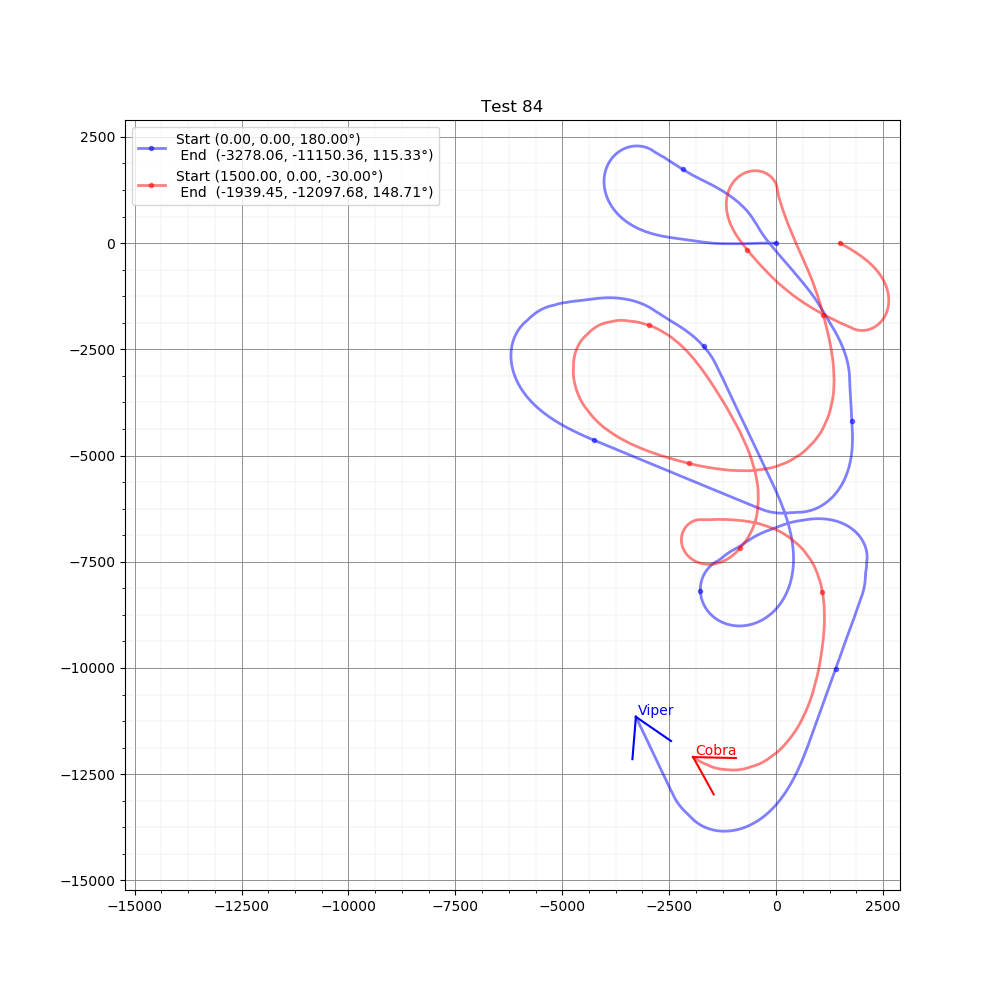 Test 84
Start (0.00, 0.00, 180.00°)
End  (-3278.06, -11150.36, 115.33°)
Start (1500.00, 0.00, -30.00°)
End  (-1939.45, -12097.68, 148.71°)
2500
0
−2500
−5000
−7500
−10000
−12500
−15000
Viper
Cobra
−15000 −12500 −10000 −7500 −5000 −2500 0 2500